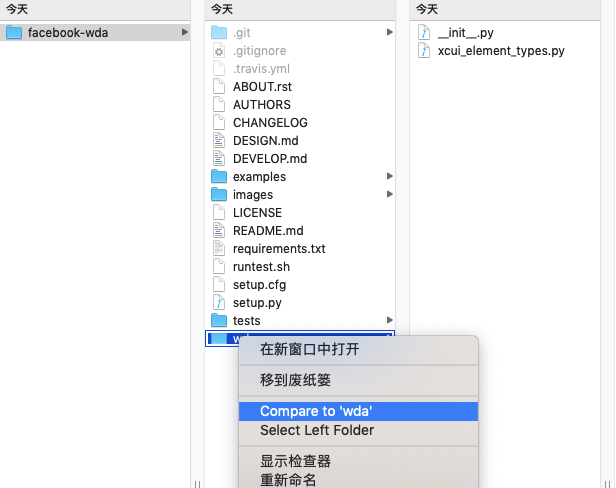 今天
facebook-wda
今天
.git
.gitignore
.travis.yml
ABOUT.rst
AUTHORS
CHANGELOG
DESIGN.md
DEVELOP.md
examples
images
LICENSE
README.md
requirements.txt
runtest.sh
setup.cfg
setup.py
tests
今天
__init__.py
xcui_element_types.py
在新窗口中打开
移到废纸篓
Compare to 'wda'
Select Left Folder
显示检查器
重新命名